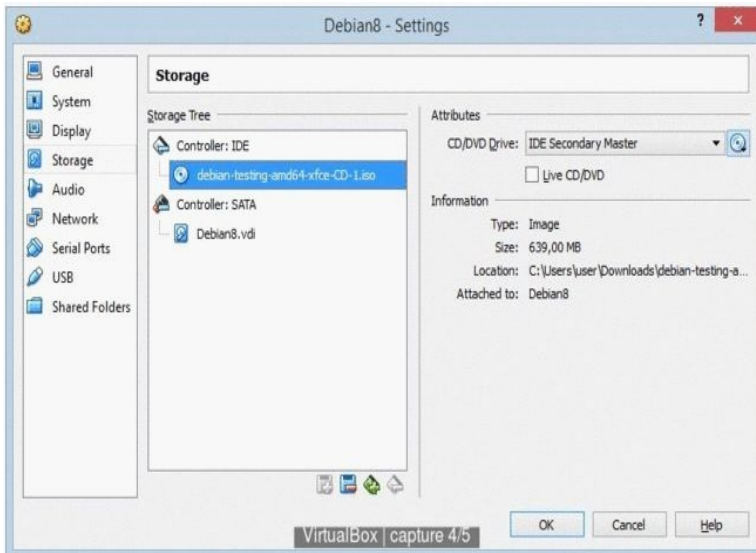 Debian8 - Settings
?
x
General
System
Display
Storage
Audio
Network
Serial Ports
USB
Shared Folders
Storage
Storage Tree
Controller: IDE
debian-testing-amd64-xfce-CD-1.iso
Controller: SATA
Debian8.vdi
Attributes
CD/DVD Drive: IDE Secondary Master
Live CD/DVD
Information
Type: Image
Size: 639,00 MB
Location: C:\Users\user\Downloads\debian-testing-a...
Attached to: Debian8
OK Cancel Help
VirtualBox | capture 4/5